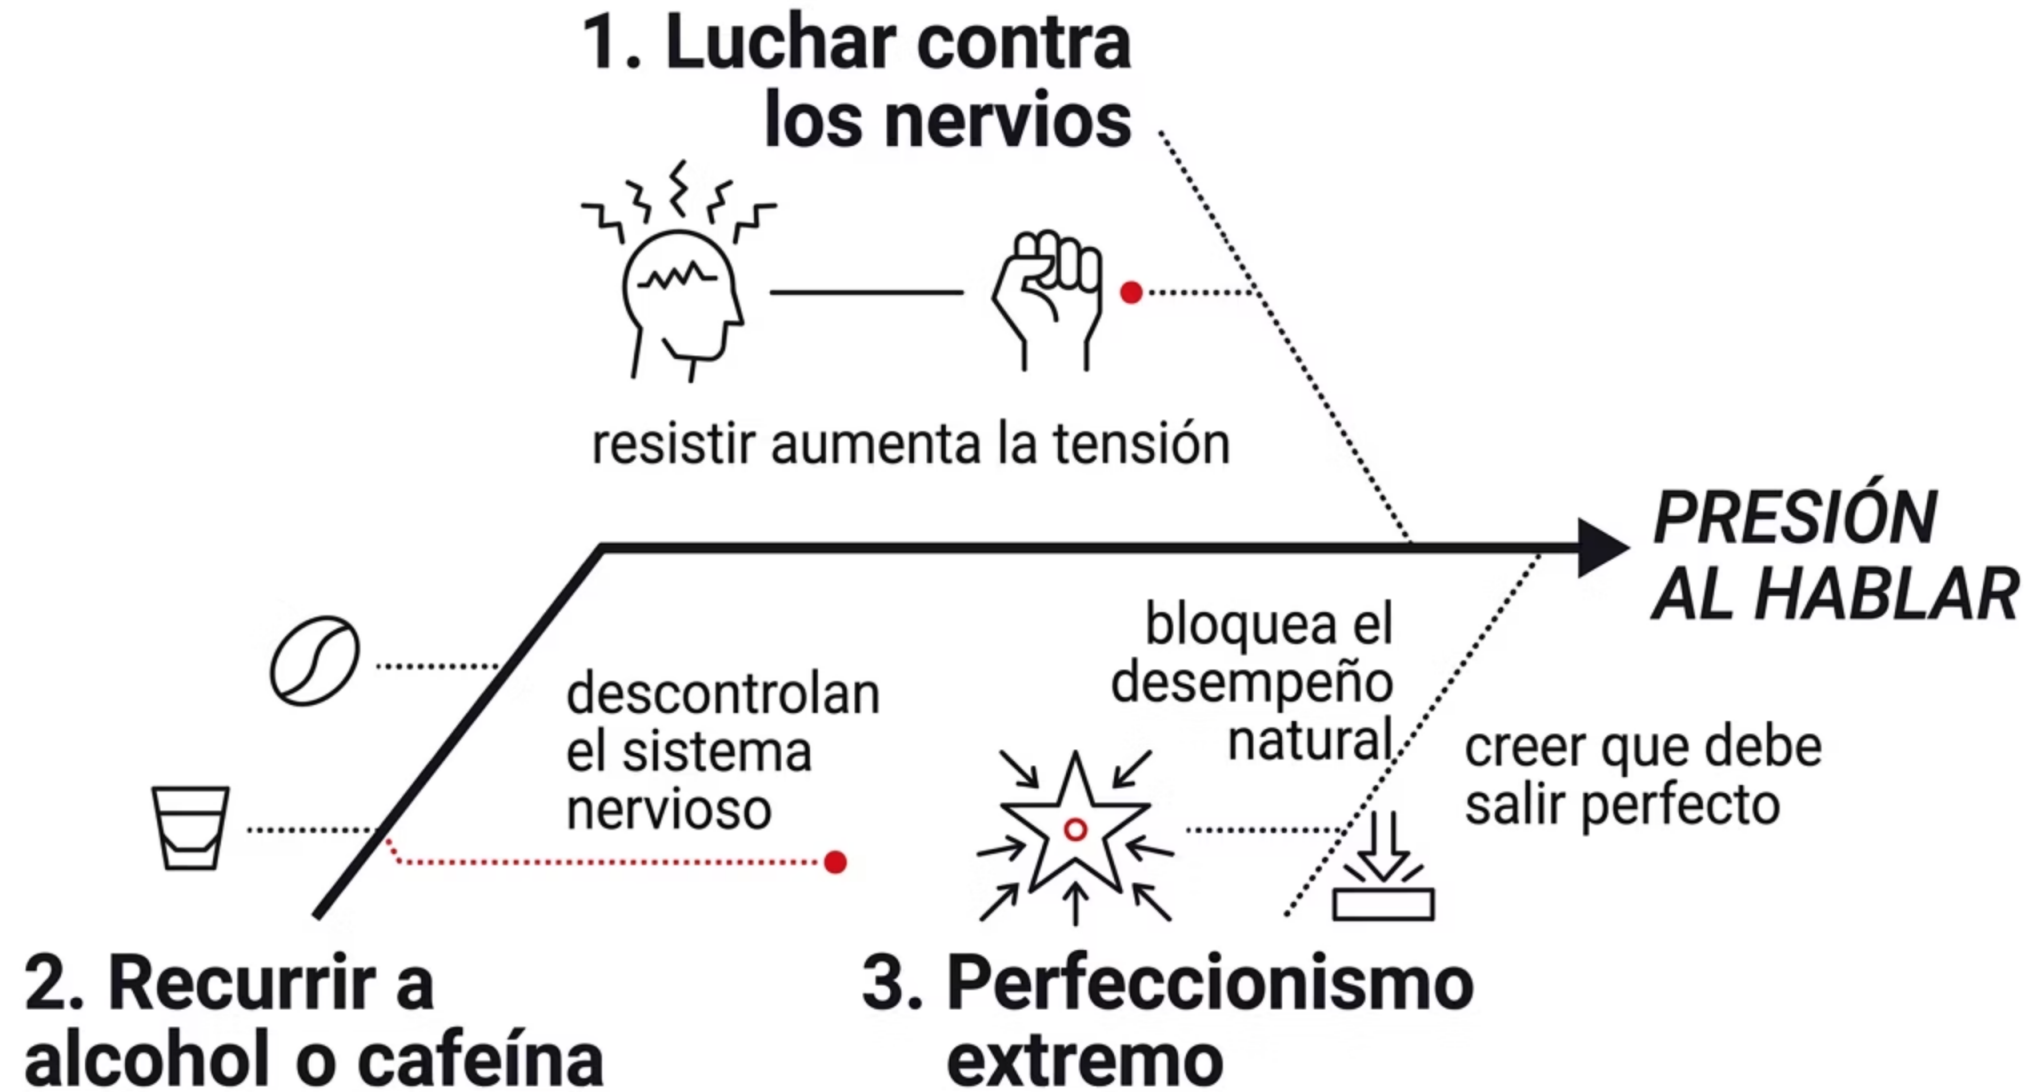 1. Luchar contra
los nervios
resistir aumenta la tensión
PRESIÓN
AL HABLAR
descontrolan
el sistema
nervioso
2. Recurrir a
alcohol o cafeína
bloquea el
desempeño
natural
creer que debe
salir perfecto
3. Perfeccionismo
extremo